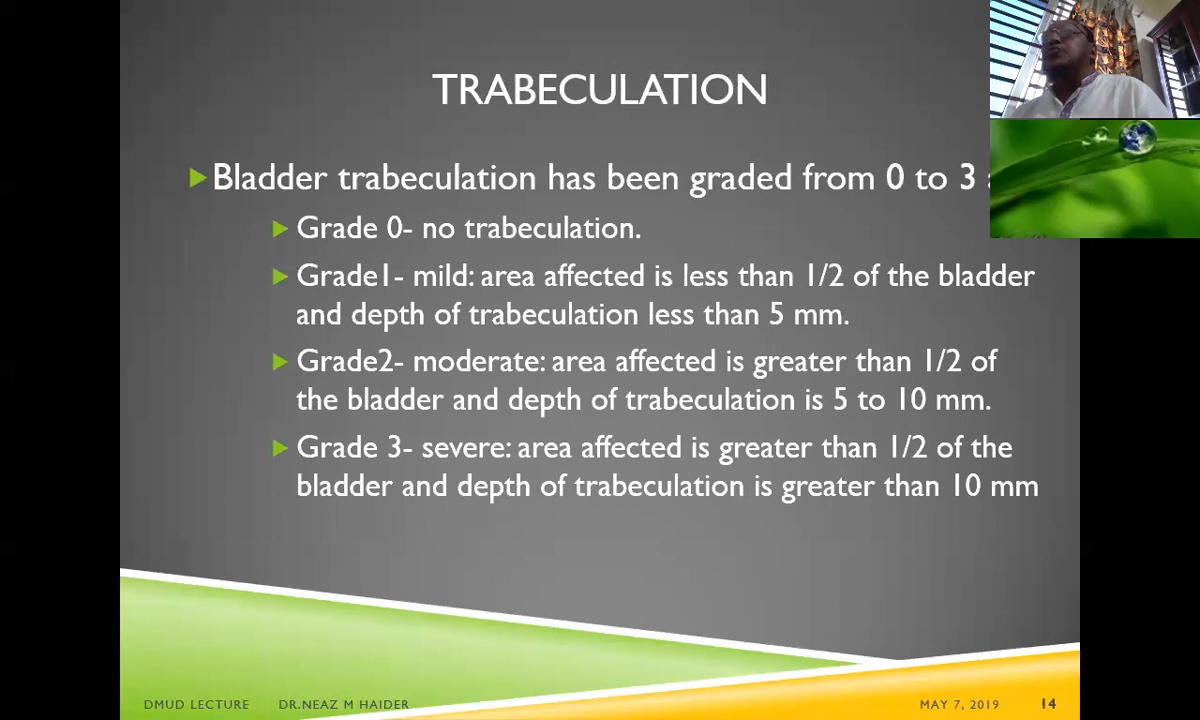 TRABECULATION
Bladder trabeculation has been graded from 0 to 3
Grade 0- no trabeculation.
Grade1- mild: area affected is less than 1/2 of the bladder
and depth of trabeculation less than 5 mm.
Grade2- moderate: area affected is greater than 1/2 of
the bladder and depth of trabeculation is 5 to 10 mm.
Grade 3- severe: area affected is greater than 1/2 of the
bladder and depth of trabeculation is greater than 10 mm
DMUD LECTURE DR.NEAZ M HAIDER MAY 7, 2019 14